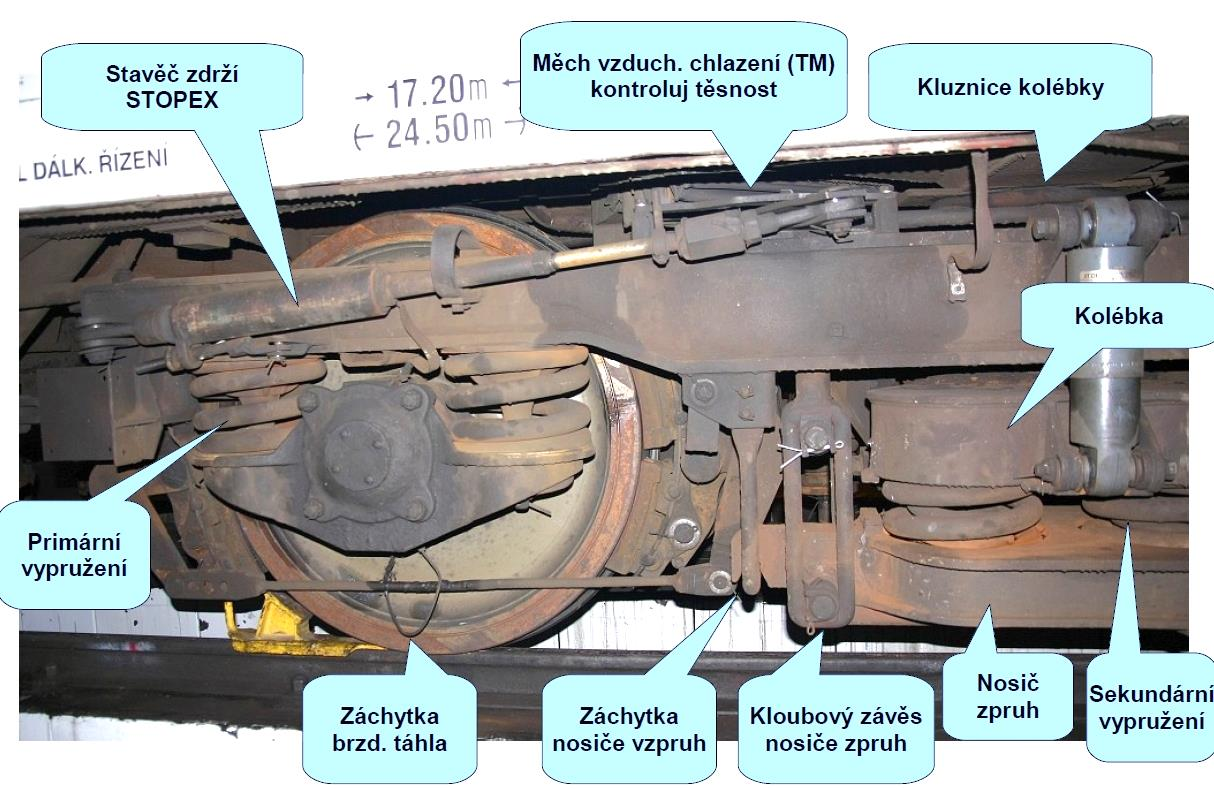 Stavěč zdrží
STOPEX
Měch vzduch. chlazení (TM)
kontroluj těsnost
Kluznice kolébky
→ 17.20m ←
(← 24.50m →
L DÁLK. ŘÍZENÍ
Kolébka
Primární
vypružení
Záchytka
brzd. táhla
Záchytka
nosiče vzpruh
Kloubový závěs
nosiče zpruh
Nosič
zpruh
Sekundární
vypružení